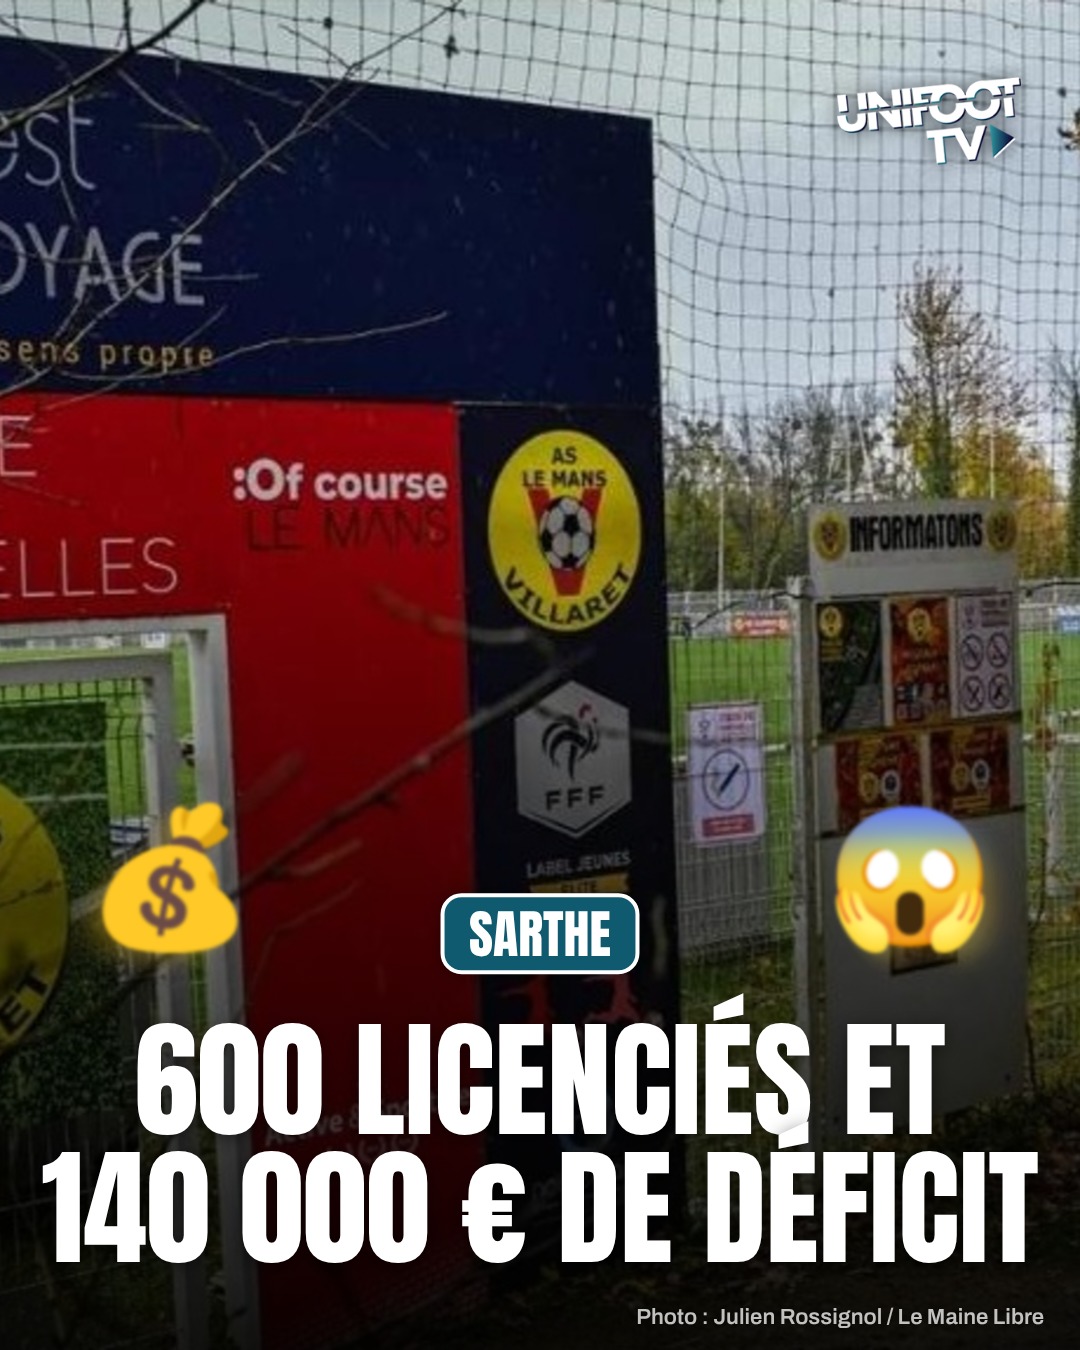 UNIFOOT
TV
est
OYAGE
sens propre
E
ELLES
:Of course
LE MANS
AS
LE MANS
V
VILLARET
INFORMATONS
FFF
LABEL JEUNES
ELITE
SARTHE
600 LICENCIÉS ET
140 000 € DE DÉFICIT
Photo : Julien Rossignol / Le Maine Libre